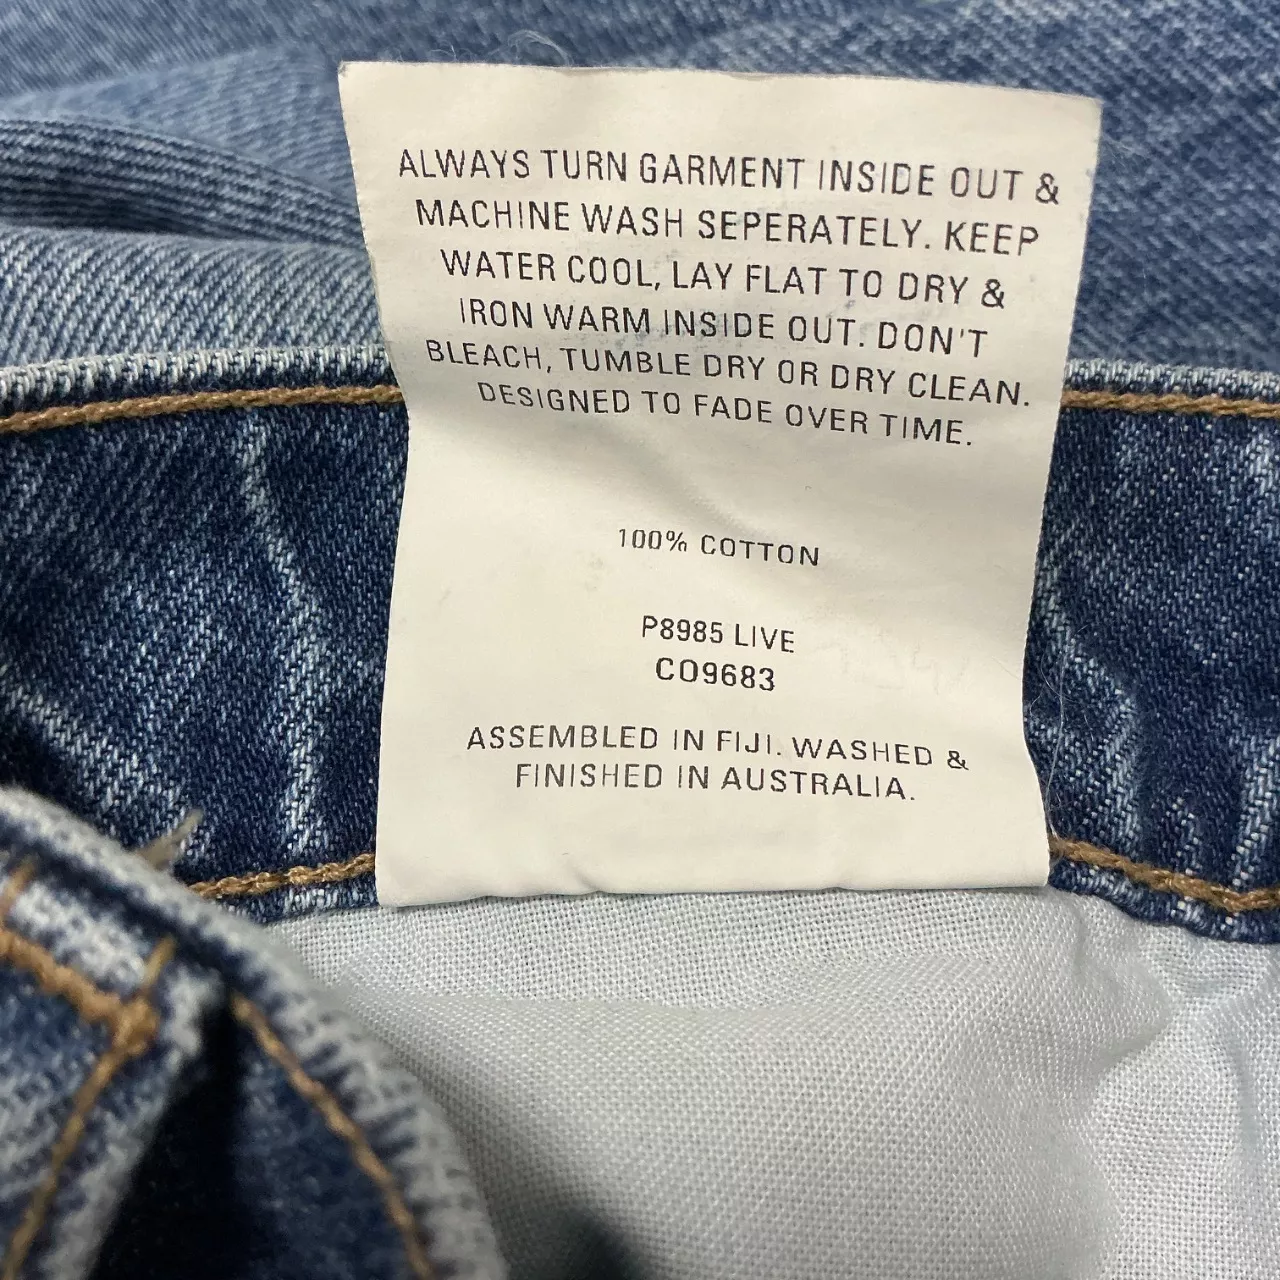 ALWAYS TURN GARMENT INSIDE OUT &
MACHINE WASH SEPERATELY. KEEP
WATER COOL, LAY FLAT TO DRY &
IRON WARM INSIDE OUT. DON'T
BLEACH, TUMBLE DRY OR DRY CLEAN.
DESIGNED TO FADE OVER TIME.
100% COTTON
P8985 LIVE
CO9683
ASSEMBLED IN FIJI. WASHED &
FINISHED IN AUSTRALIA.